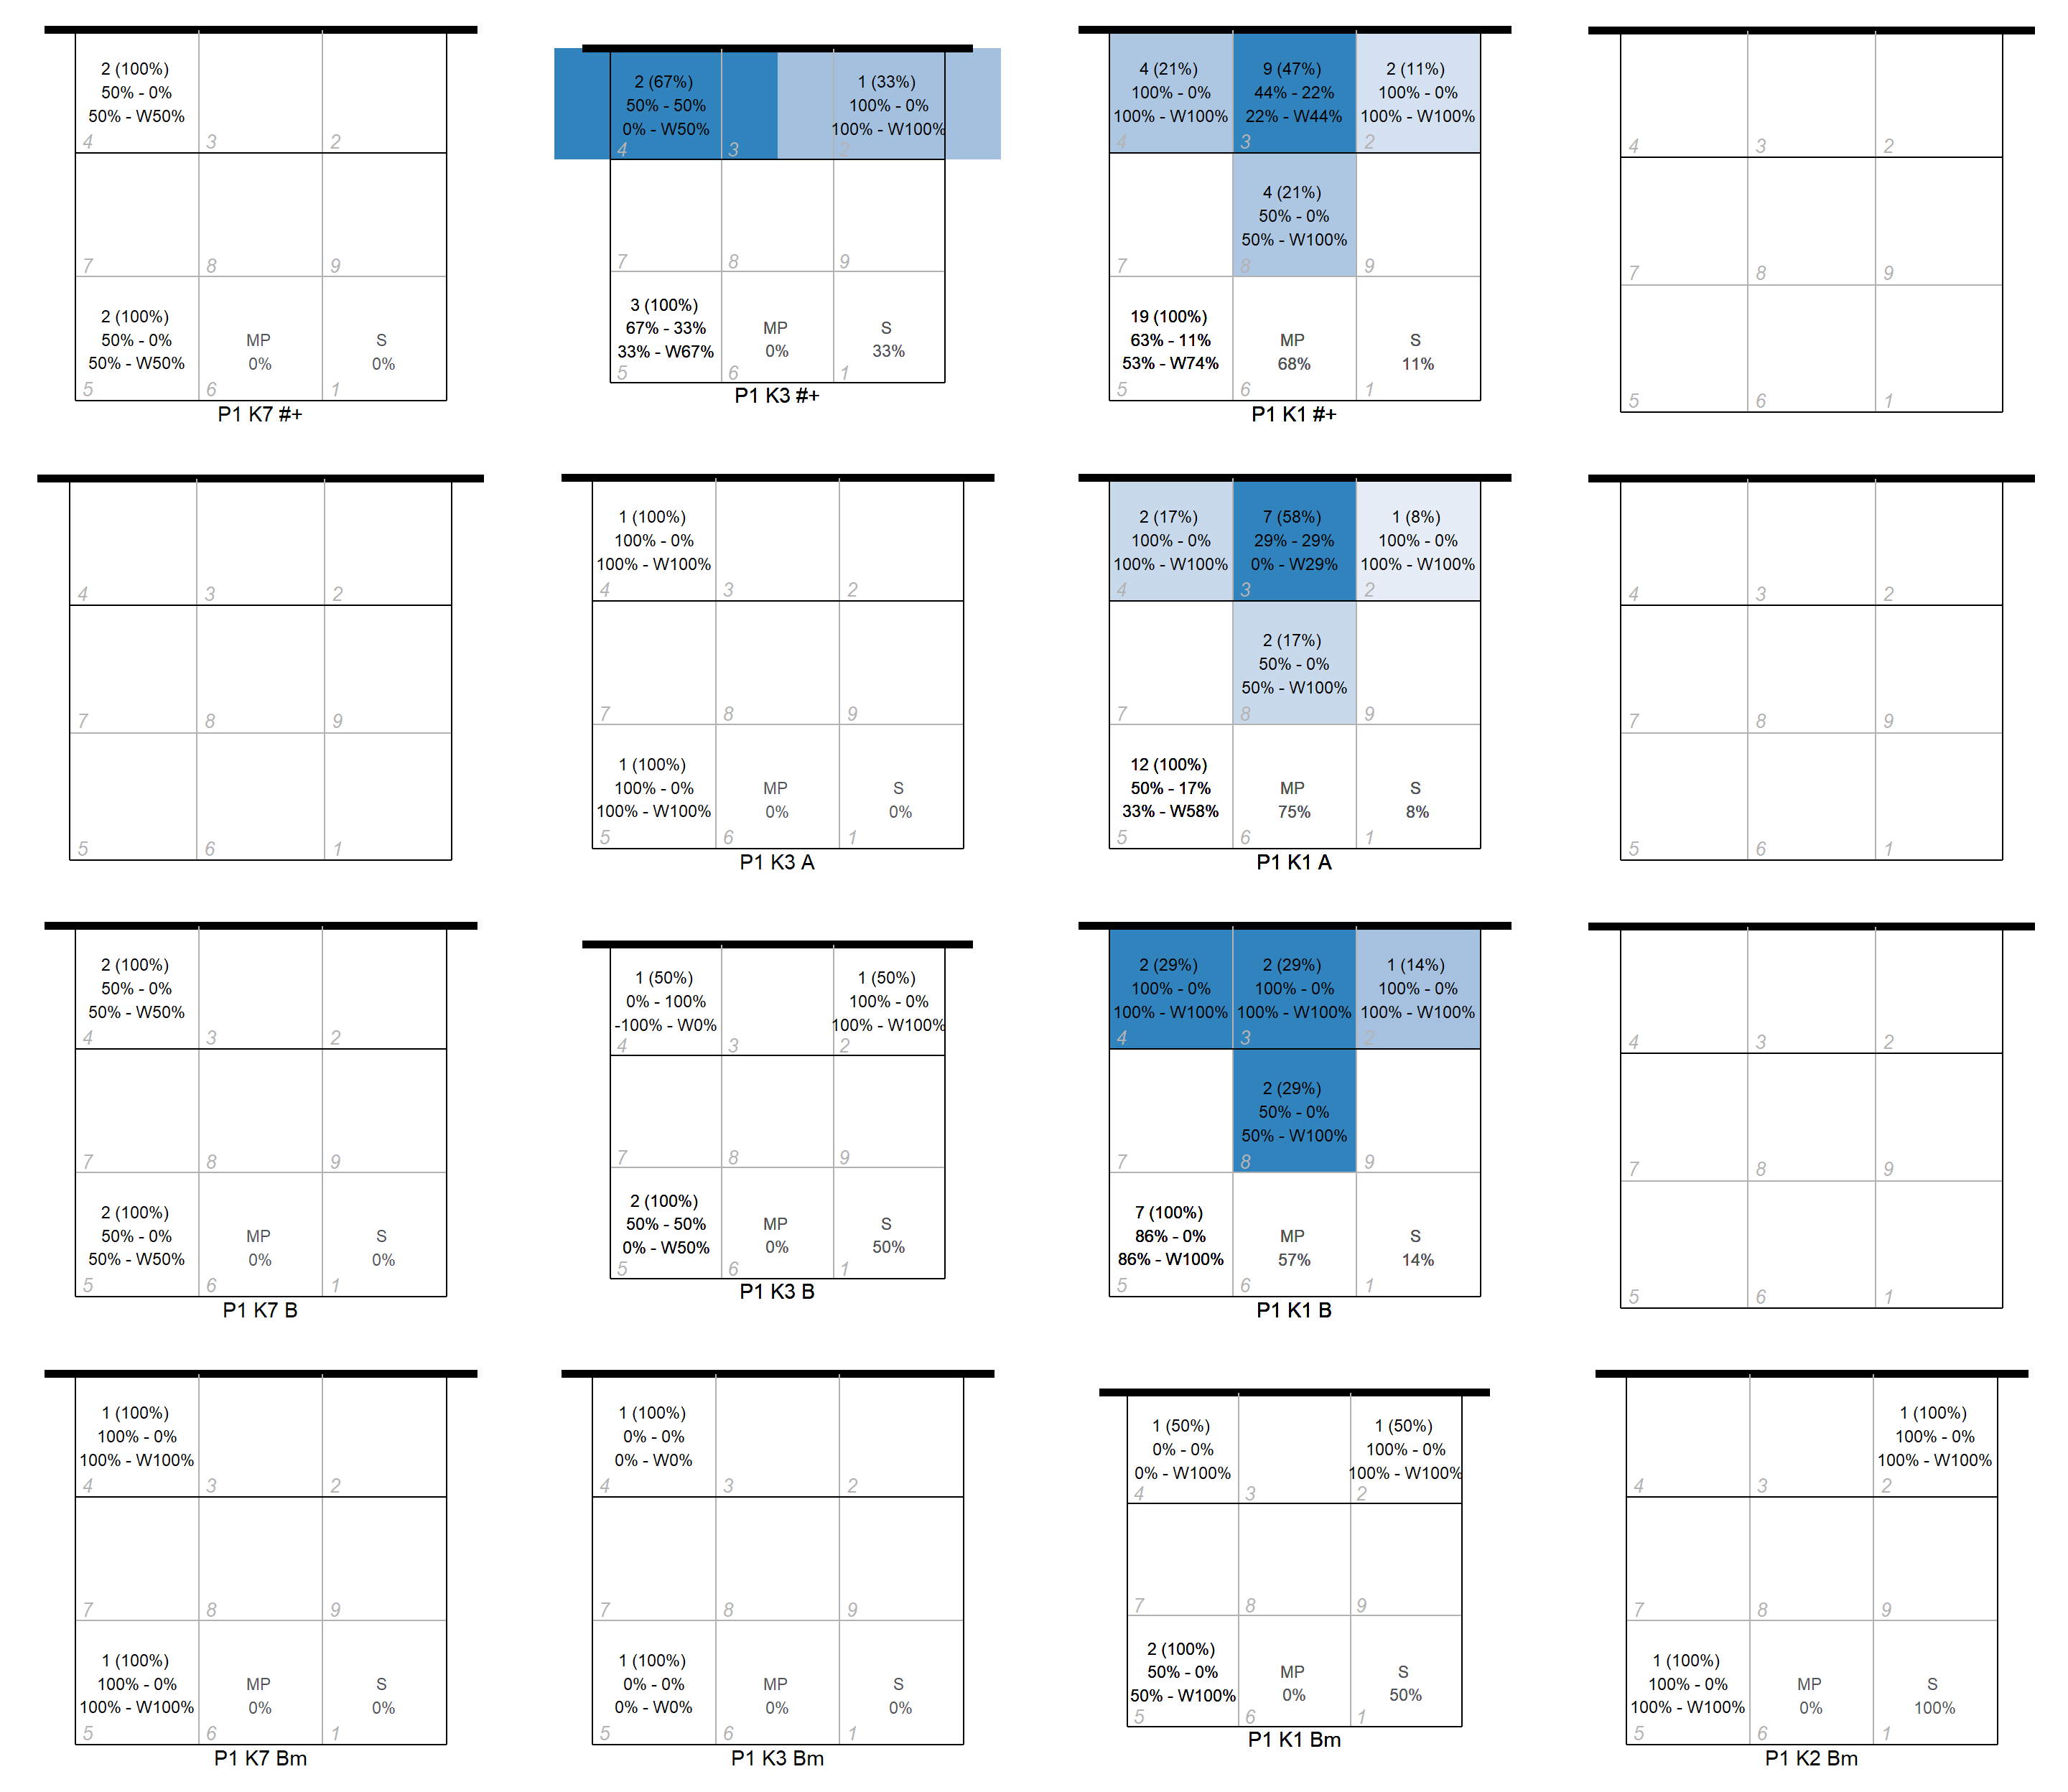 2 (100%)
50% - 0%
50% - W50%
4
3
2
7
8
9
2 (100%)
50% - 0%
50% - W50%
MP
0%
S
0%
5
6
1
P1 K7 #+
2 (67%)
50% - 50%
0% - W50%
1 (33%)
100% - 0%
100% - W100%
4
3
2
7
8
9
3 (100%)
67% - 33%
33% - W67%
MP
0%
S
33%
5
6
1
P1 K3 #+
4 (21%)
100% - 0%
100% - W100%
9 (47%)
44% - 22%
22% - W44%
2 (11%)
100% - 0%
100% - W100%
4
3
2
4 (21%)
50% - 0%
50% - W100%
7
8
9
19 (100%)
63% - 11%
53% - W74%
MP
68%
S
11%
5
6
1
P1 K1 #+
4
3
2
7
8
9
5
6
1
4
3
2
7
8
9
5
6
1
1 (100%)
100% - 0%
100% - W100%
4
3
2
7
8
9
1 (100%)
100% - 0%
100% - W100%
MP
0%
S
0%
5
6
1
P1 K3 A
2 (17%)
100% - 0%
100% - W100%
7 (58%)
29% - 29%
0% - W29%
1 (8%)
100% - 0%
100% - W100%
4
3
2
2 (17%)
50% - 0%
50% - W100%
7
8
9
12 (100%)
50% - 17%
33% - W58%
MP
75%
S
8%
5
6
1
P1 K1 A
4
3
2
7
8
9
5
6
1
2 (100%)
50% - 0%
50% - W50%
4
3
2
7
8
9
2 (100%)
50% - 0%
50% - W50%
MP
0%
S
0%
5
6
1
P1 K7 B
1 (50%)
0% - 100%
-100% - W0%
1 (50%)
100% - 0%
100% - W100%
4
3
2
7
8
9
2 (100%)
50% - 50%
0% - W50%
MP
0%
S
50%
5
6
1
P1 K3 B
2 (29%)
100% - 0%
100% - W100%
2 (29%)
100% - 0%
100% - W100%
1 (14%)
100% - 0%
100% - W100%
4
3
2
2 (29%)
50% - 0%
50% - W100%
7
8
9
7 (100%)
86% - 0%
86% - W100%
MP
57%
S
14%
5
6
1
P1 K1 B
4
3
2
7
8
9
5
6
1
1 (100%)
100% - 0%
100% - W100%
4
3
2
7
8
9
1 (100%)
100% - 0%
100% - W100%
MP
0%
S
0%
5
6
1
P1 K7 Bm
1 (100%)
0% - 0%
0% - W0%
4
3
2
7
8
9
1 (100%)
0% - 0%
0% - W0%
MP
0%
S
0%
5
6
1
P1 K3 Bm
1 (50%)
0% - 0%
0% - W100%
1 (50%)
100% - 0%
100% - W100%
4
3
2
7
8
9
2 (100%)
50% - 0%
50% - W100%
MP
0%
S
50%
5
6
1
P1 K1 Bm
1 (100%)
100% - 0%
100% - W100%
4
3
2
7
8
9
1 (100%)
100% - 0%
100% - W100%
MP
0%
S
100%
5
6
1
P1 K2 Bm